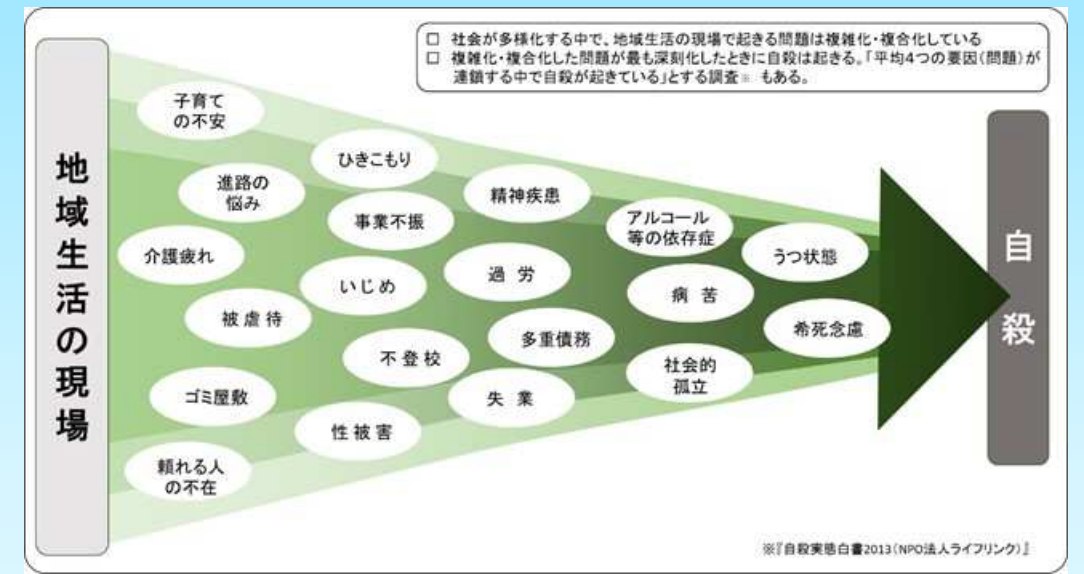 □ 社会が多様化する中で、地域生活の現場で起きる問題は複雑化・複合化している
□ 複雑化・複合化した問題が最も深刻化したときに自殺は起きる。「平均4つの要因(問題)が
連鎖する中で自殺が起きている」とする調査※ もある。
地域生活の現場
子育て
の不安
進路の
悩み
介護疲れ
被虐待
ゴミ屋敷
頼れる人
の不在
ひきこもり
事業不振
いじめ
不登校
性被害
精神疾患
過 労
多重債務
失 業
アルコール
等の依存症
病 苦
社会的
孤立
うつ状態
希死念慮
自殺
※『自殺実態白書2013(NPO法人ライフリンク)』